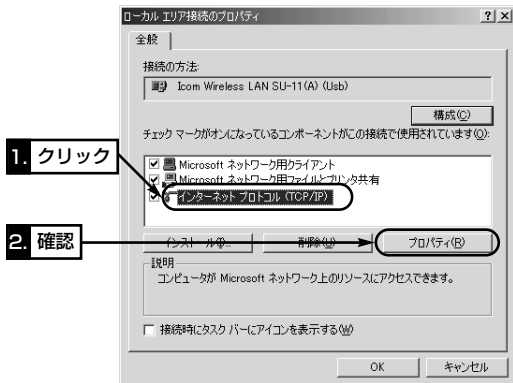 ローカル エリア接続のプロパティ
全般
接続の方法:
Icom Wireless LAN SU-11(A) (Usb)
構成(C)
チェック マークがオンになっているコンポーネントがこの接続で使用されています(O):
1. クリック
Microsoft ネットワーク用クライアント
Microsoft ネットワーク用ファイルとプリンタ共有
インターネット プロトコル (TCP/IP)
2. 確認
インストール(I)...
削除(U)
プロパティ(R)
説明
コンピュータが Microsoft ネットワーク上のリソースにアクセスできます。
接続時にタスク バーにアイコンを表示する(W)
OK
キャンセル